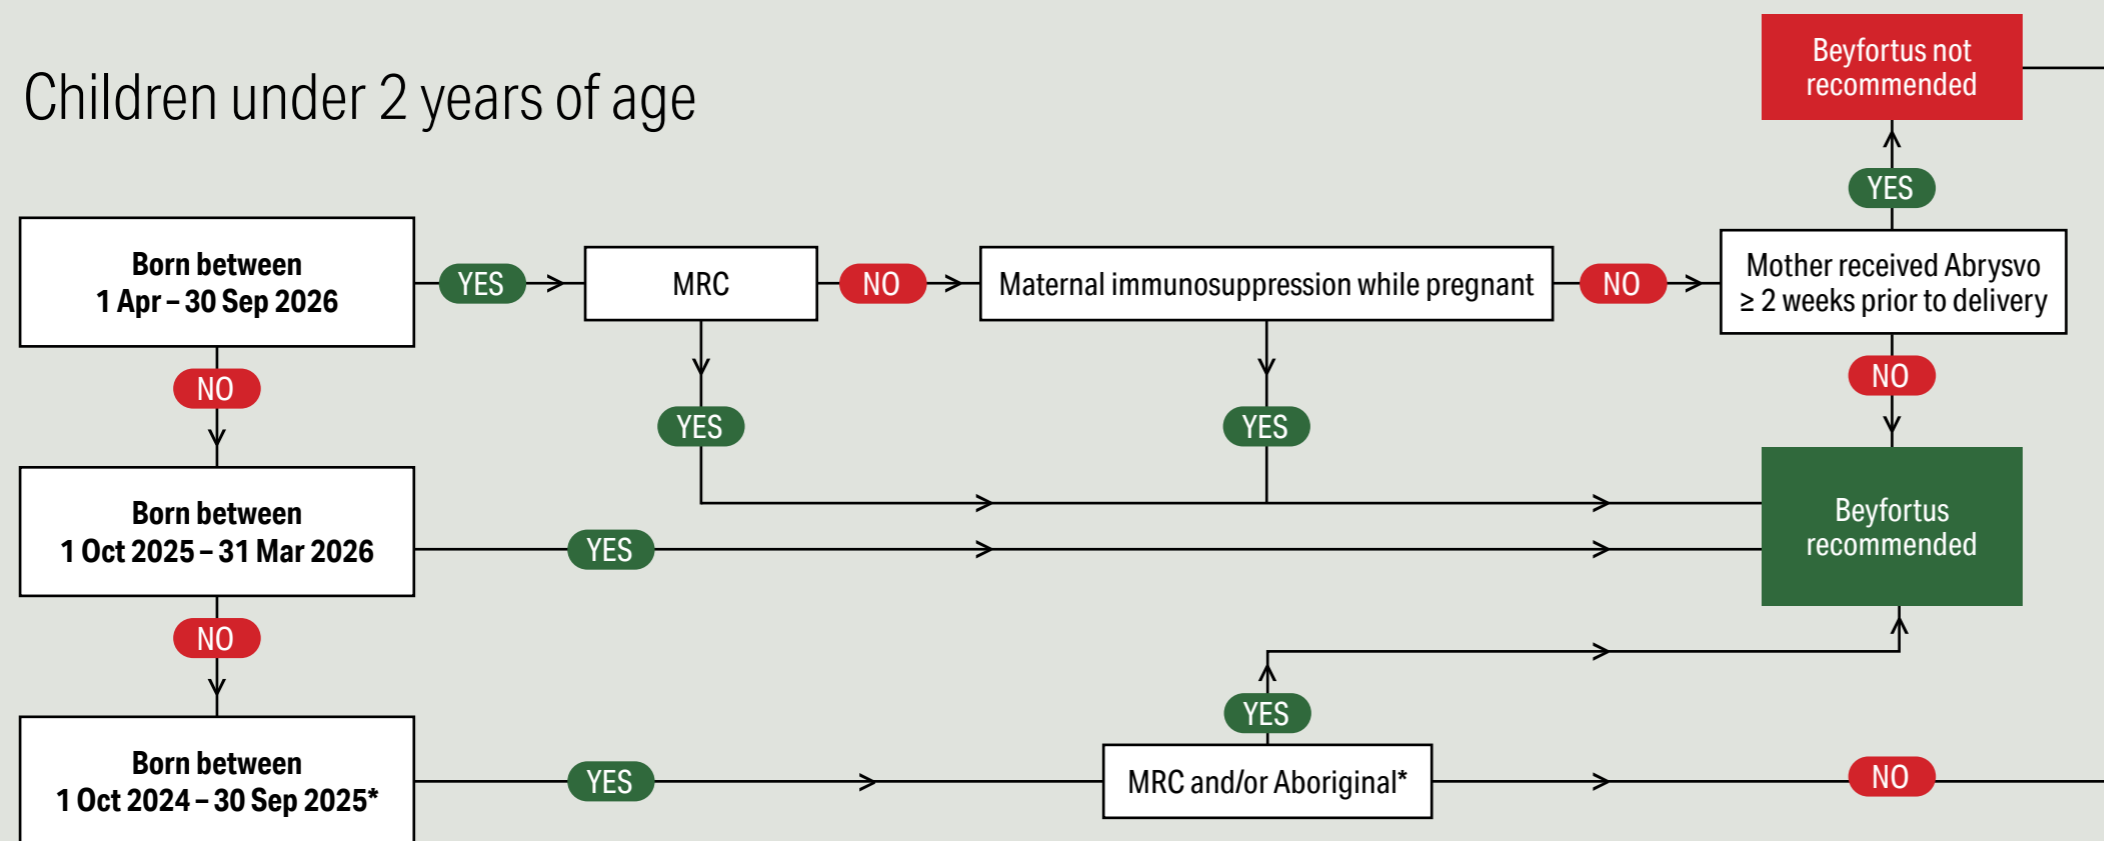 Beyfortus not
recommended
Children under 2 years of age
YES
Born between
1 Apr – 30 Sep 2026
YES
MRC
NO
Maternal immunosuppression while pregnant
NO
Mother received Abrysvo
≥ 2 weeks prior to delivery
NO
NO
YES
YES
Born between
1 Oct 2025 – 31 Mar 2026
YES
Beyfortus
recommended
NO
YES
Born between
1 Oct 2024 – 30 Sep 2025*
YES
MRC and/or Aboriginal*
NO